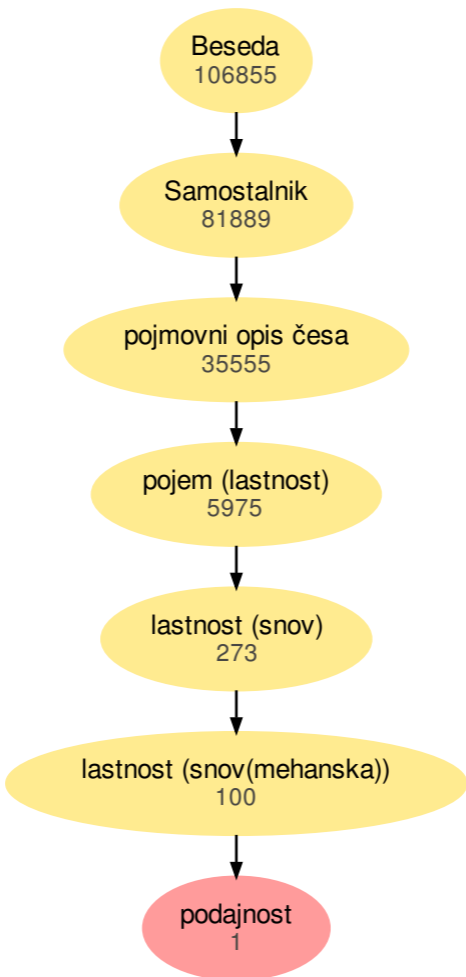 Beseda
106855
Samostalnik
81889
pojmovni opis česa
35555
pojem (lastnost)
5975
lastnost (snov)
273
lastnost (snov(mehanska))
100
podajnost
1